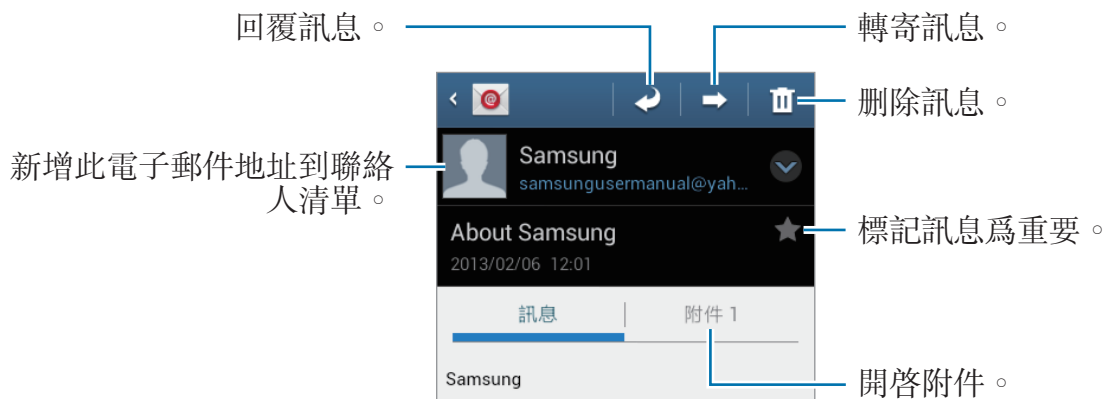 回覆訊息。
轉寄訊息。
刪除訊息。
新增此電子郵件地址到聯絡
人清單。
Samsung
samsungusermanual@yah...
About Samsung
標記訊息爲重要。
2013/02/06 12:01
訊息
附件 1
Samsung
開啓附件。